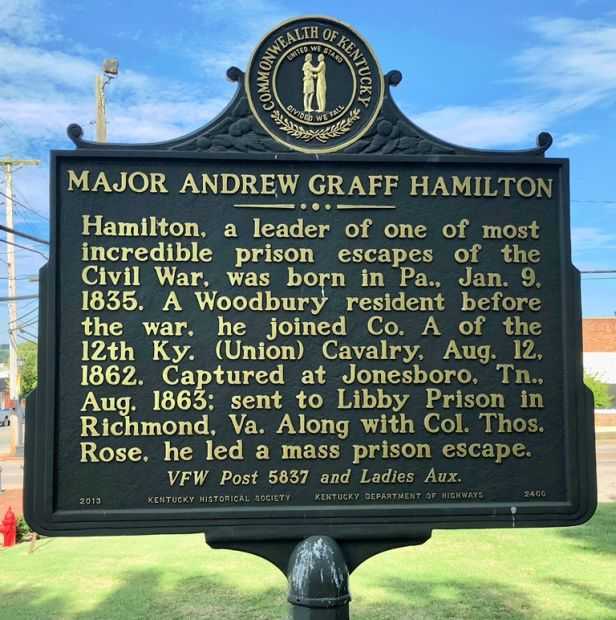 COMMONWEALTH OF KENTUCKY
UNITED WE STAND
DIVIDED WE FALL
MAJOR ANDREW GRAFF HAMILTON
Hamilton, a leader of one of most
incredible prison escapes of the
Civil War, was born in Pa., Jan. 9,
1835. A Woodbury resident before
the war, he joined Co. A of the
12th Ky. (Union) Cavalry, Aug. 12,
1862. Captured at Jonesboro, Tn.,
Aug. 1863; sent to Libby Prison in
Richmond, Va. Along with Col. Thos.
Rose, he led a mass prison escape.
VFW Post 5837 and Ladies Aux.
2013 KENTUCKY HISTORICAL SOCIETY KENTUCKY DEPARTMENT OF HIGHWAYS 2400